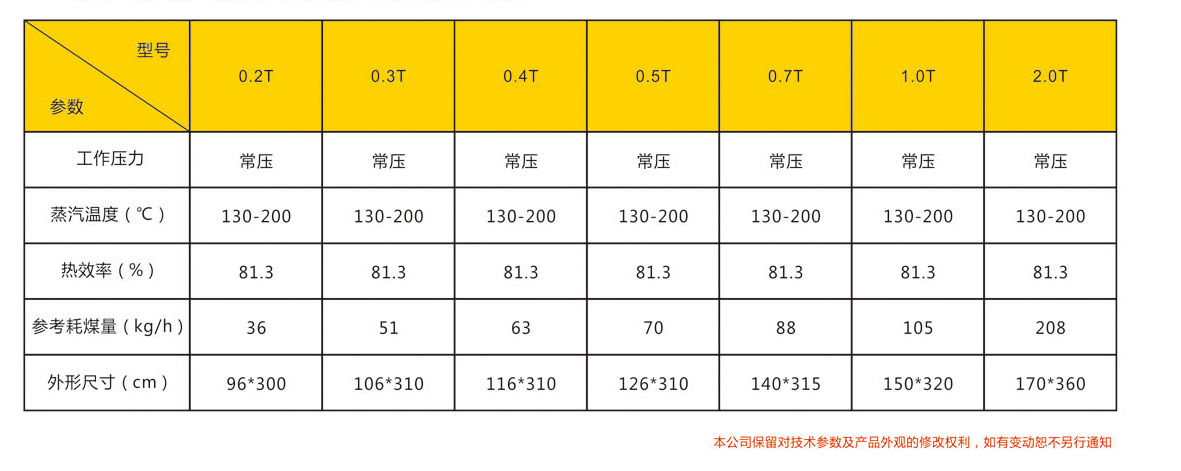 型号
参数
0.2T 0.3T 0.4T 0.5T 0.7T 1.0T 2.0T
工作压力 常压 常压 常压 常压 常压 常压 常压
蒸汽温度（℃） 130-200 130-200 130-200 130-200 130-200 130-200 130-200
热效率（%） 81.3 81.3 81.3 81.3 81.3 81.3 81.3
参考耗煤量（kg/h） 36 51 63 70 88 105 208
外形尺寸（cm） 96*300 106*310 116*310 126*310 140*315 150*320 170*360
本公司保留对技术参数及产品外观的修改权利，如有变动恕不另行通知